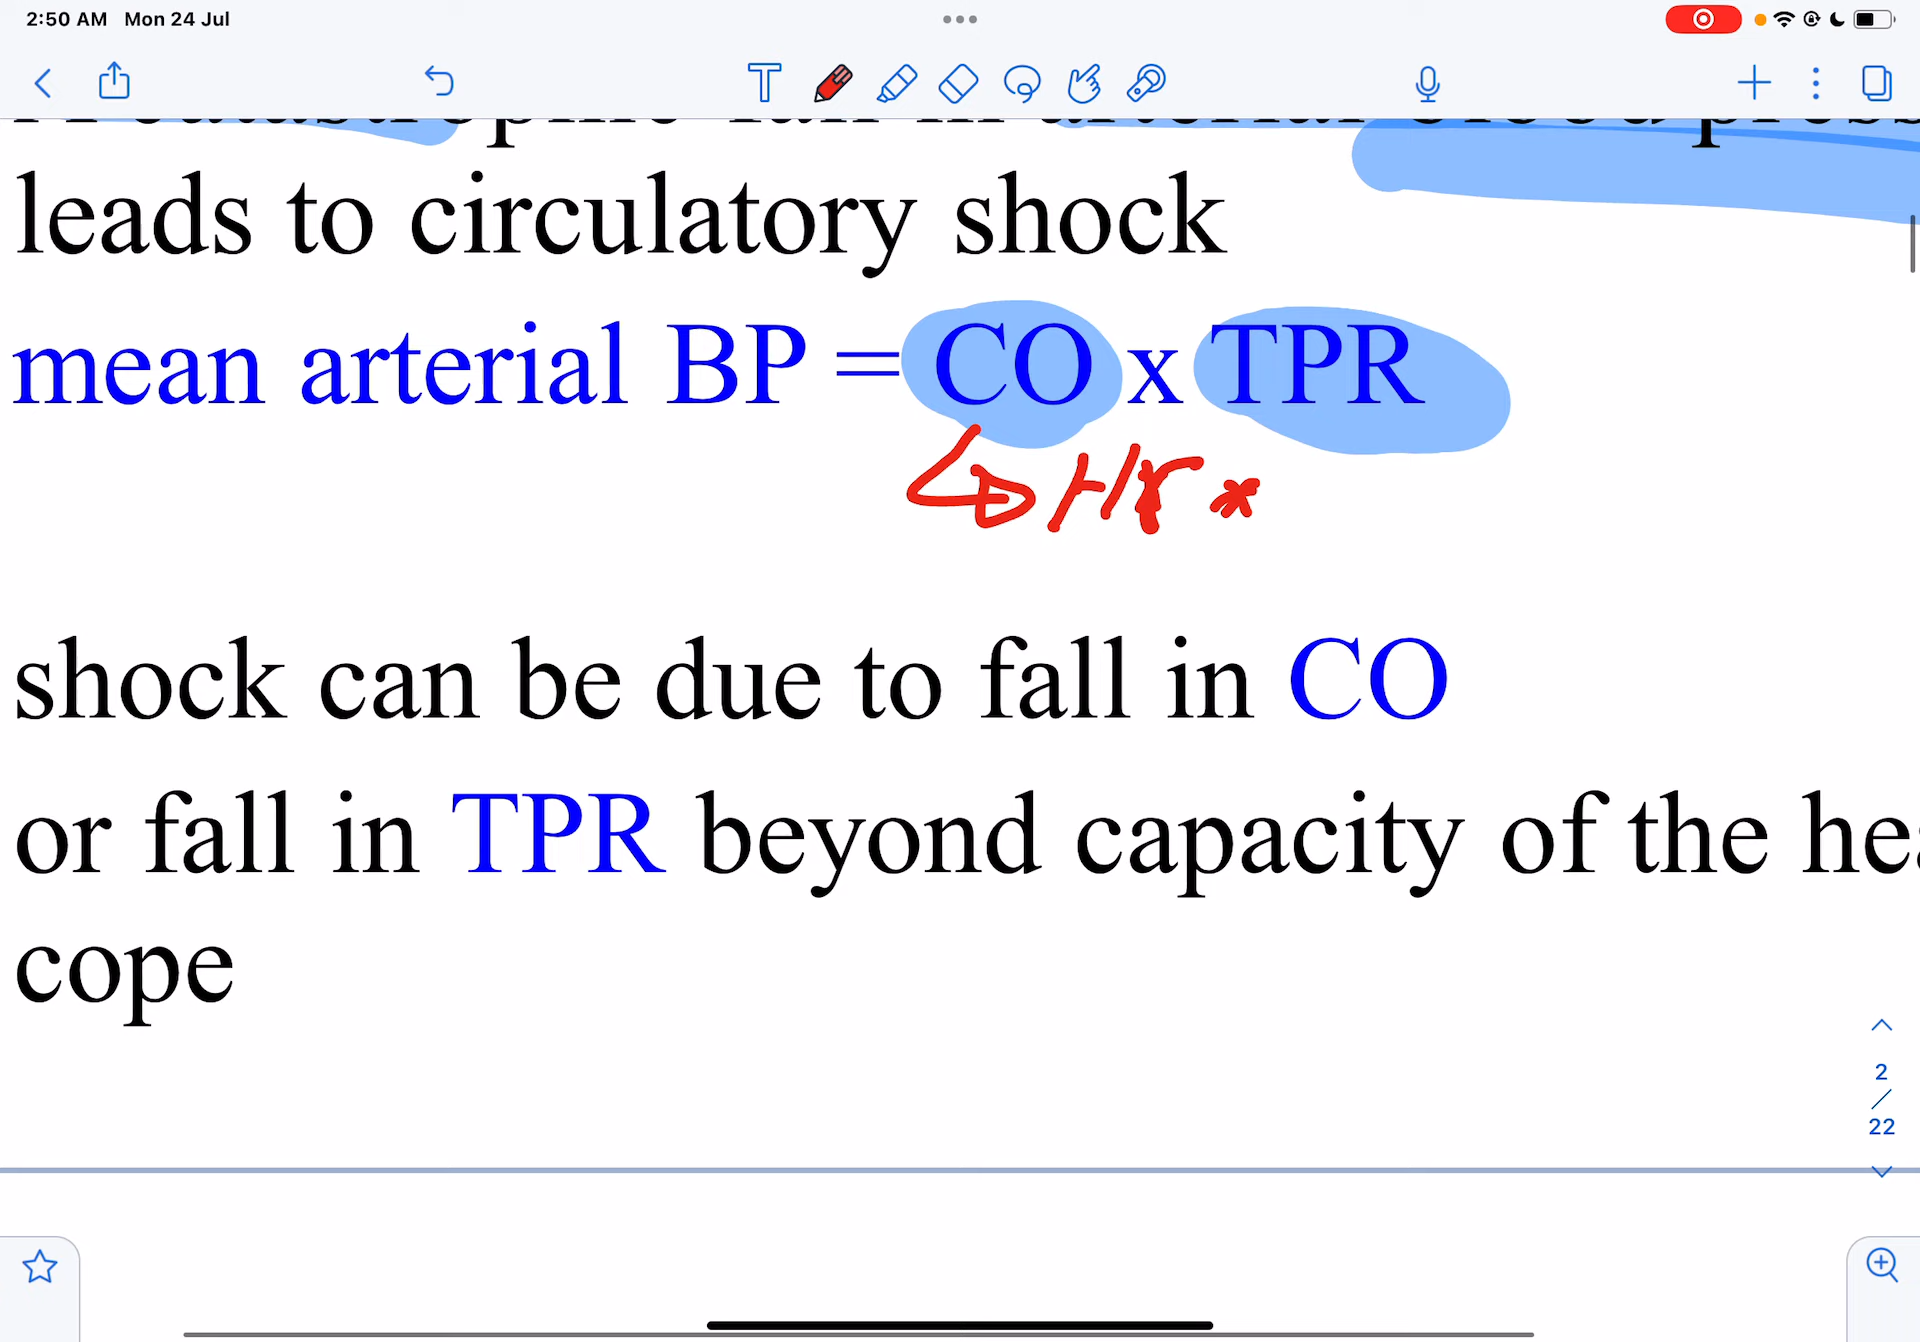 2:50 AM Mon 24 Jul
leads to circulatory shock
mean arterial BP = CO x TPR
HR *
shock can be due to fall in CO
or fall in TPR beyond capacity of the
cope
2
/
22